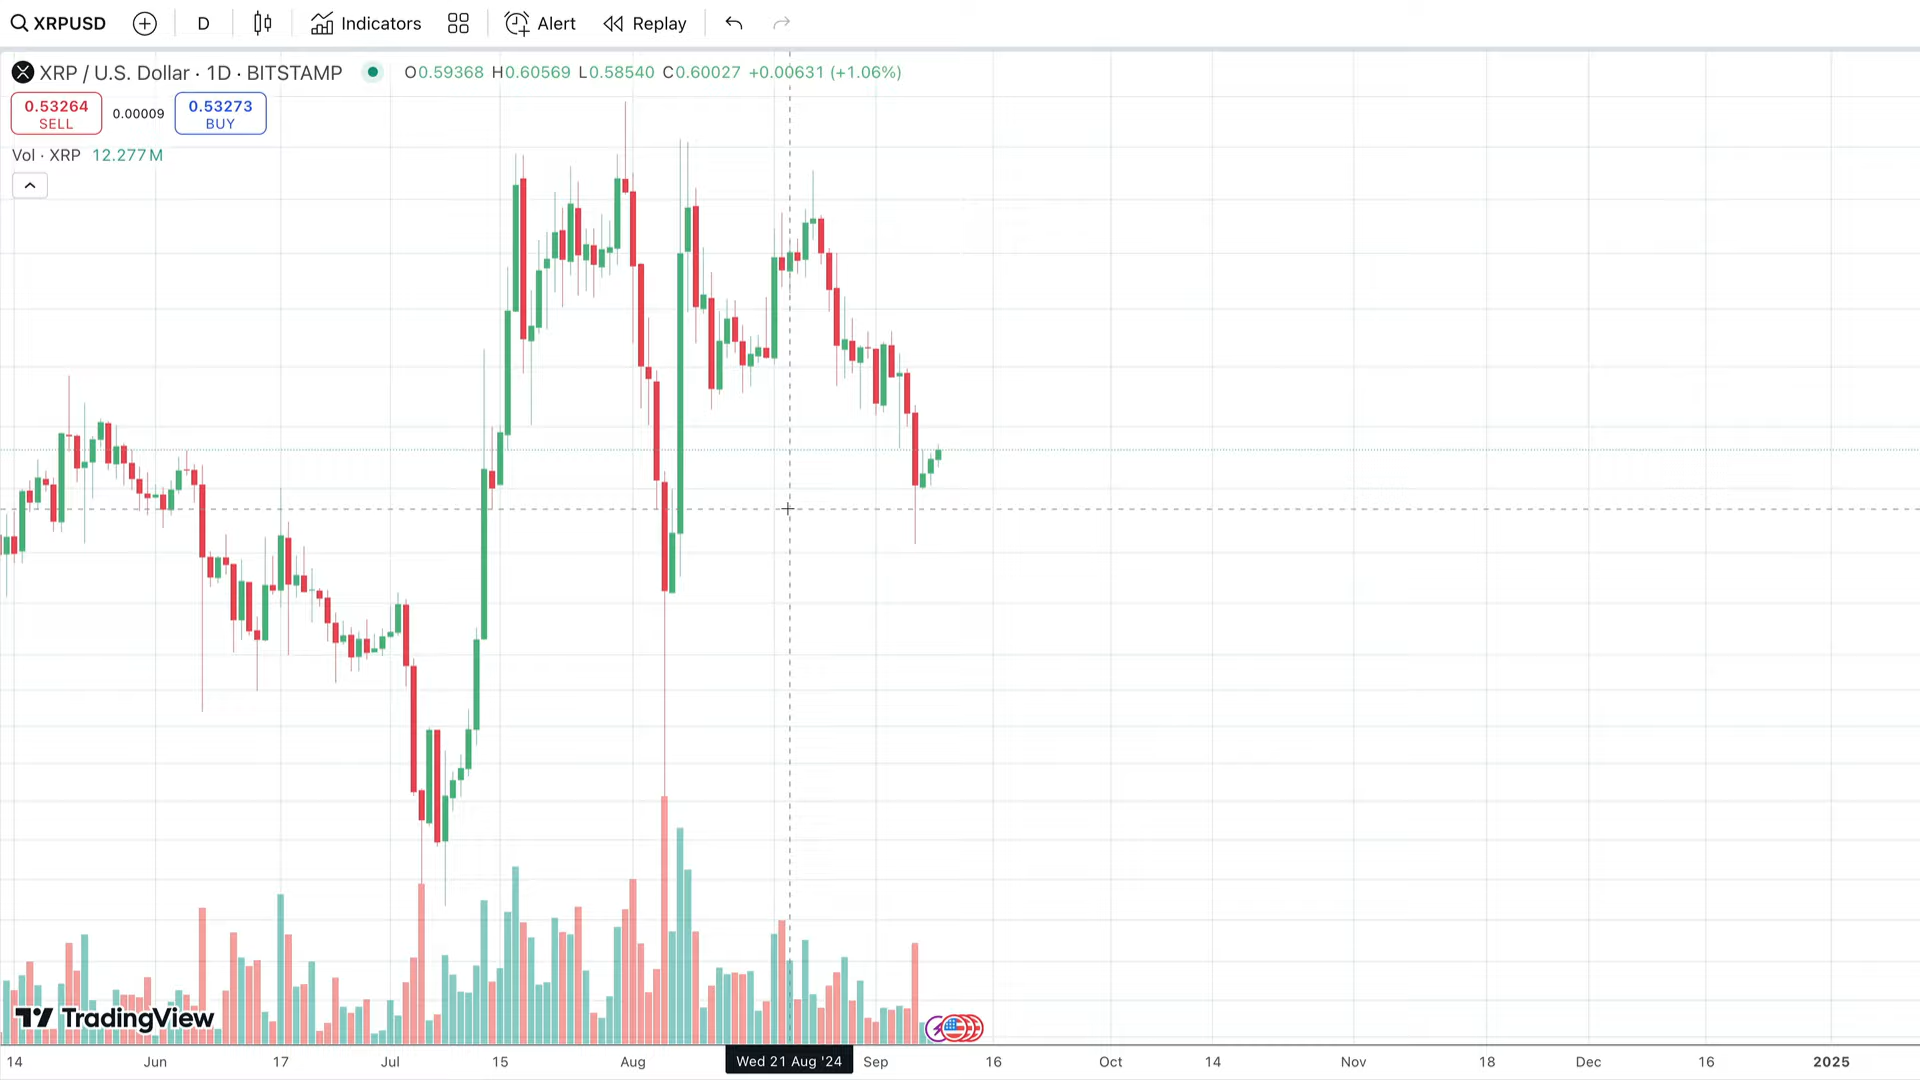 XRPUSD D Indicators Alert Replay
XRP / U.S. Dollar · 1D · BITSTAMP O0.59368 H0.60569 L0.58540 C0.60027 +0.00631 (+1.06%)
0.53264 0.00009 0.53273
SELL BUY
Vol · XRP 12.277M
TradingView
14 Jun 17 Jul 15 Aug Wed 21 Aug '24 Sep 16 Oct 14 Nov 18 Dec 16 2025